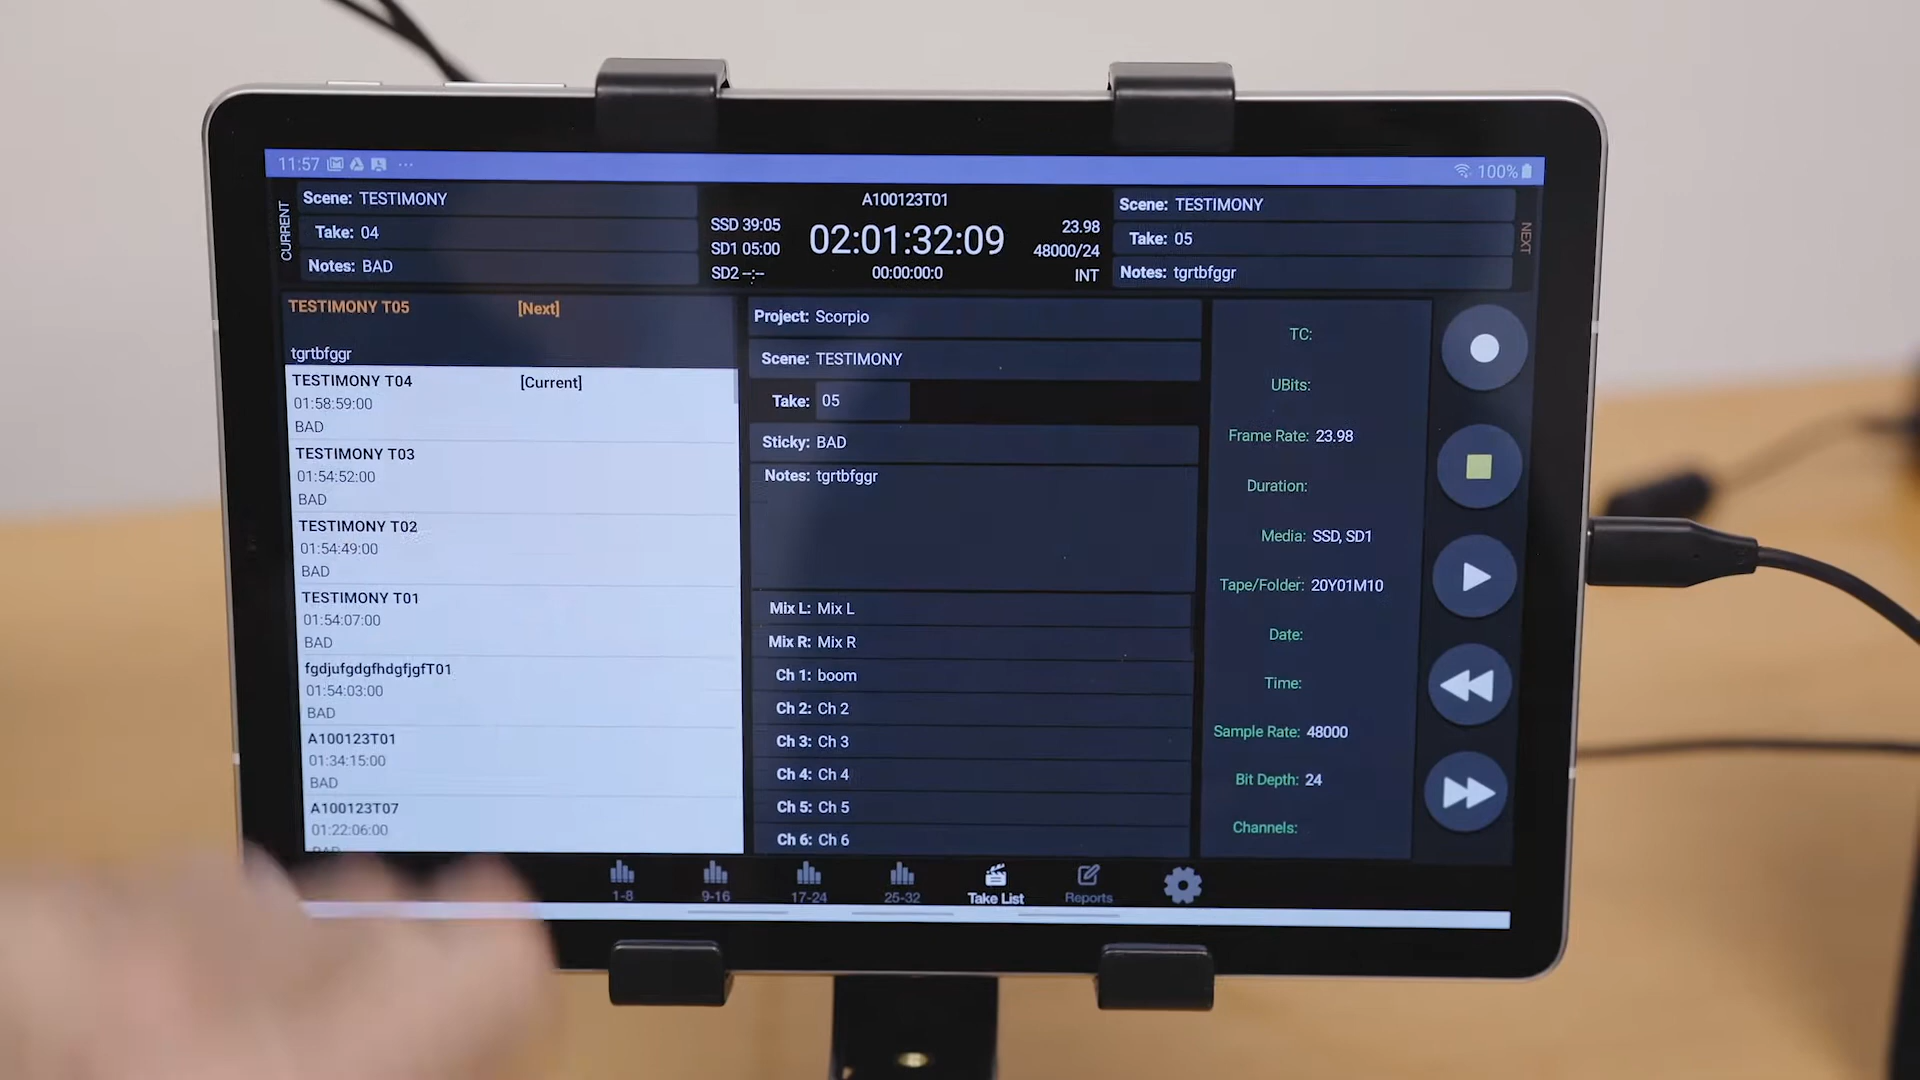 11:57
100%
CURRENT
Scene: TESTIMONY
Take: 04
Notes: BAD
A100123T01
SSD 39:05
SD1 05:00
SD2 --:--
02:01:32:09
00:00:00:0
23.98
48000/24
INT
Scene: TESTIMONY
Take: 05
Notes: tgrtbfggr
NEXT
TESTIMONY T05 [Next]
tgrtbfggr
TESTIMONY T04 [Current]
01:58:59:00
BAD
TESTIMONY T03
01:54:52:00
BAD
TESTIMONY T02
01:54:49:00
BAD
TESTIMONY T01
01:54:07:00
BAD
fgdjufgdgfhdgfjgfT01
01:54:03:00
BAD
A100123T01
01:34:15:00
BAD
A100123T07
01:22:06:00
BAD
Project: Scorpio
Scene: TESTIMONY
Take: 05
Sticky: BAD
Notes: tgrtbfggr
Mix L: Mix L
Mix R: Mix R
Ch 1: boom
Ch 2: Ch 2
Ch 3: Ch 3
Ch 4: Ch 4
Ch 5: Ch 5
Ch 6: Ch 6
TC:
UBits:
Frame Rate: 23.98
Duration:
Media: SSD, SD1
Tape/Folder: 20Y01M10
Date:
Time:
Sample Rate: 48000
Bit Depth: 24
Channels:
1-8
9-16
17-24
25-32
Take List
Reports